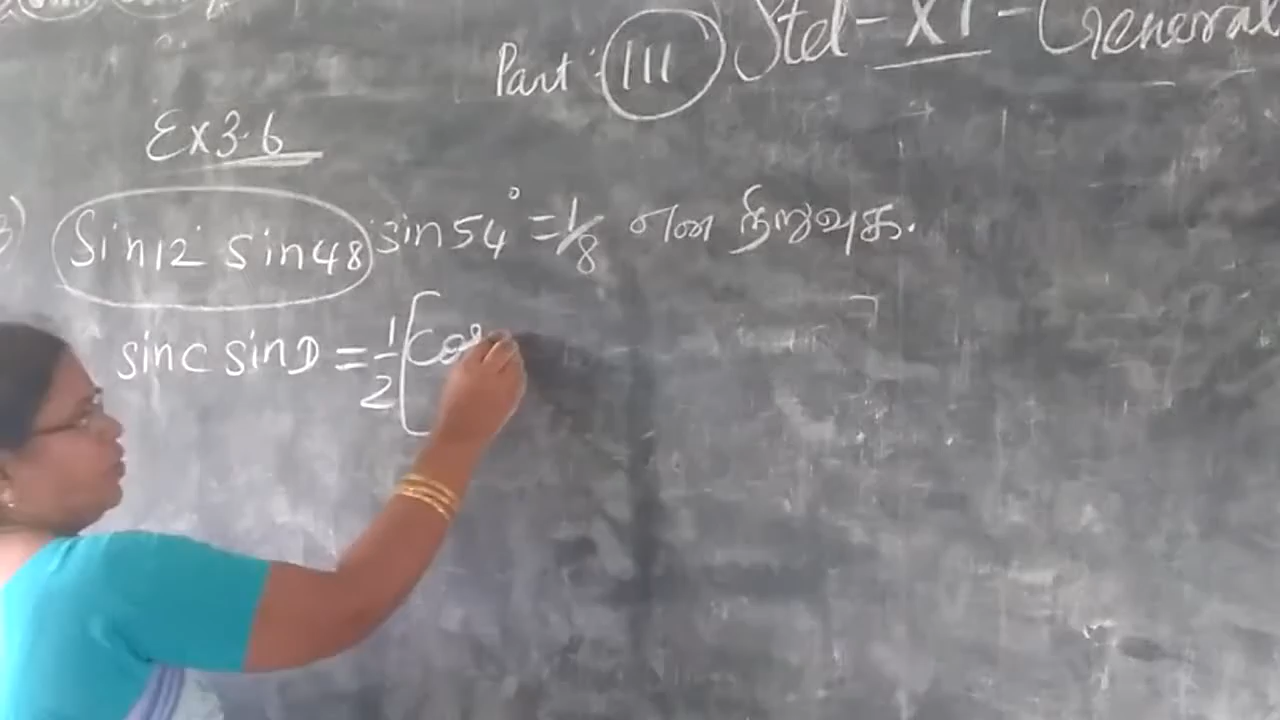 Part : III Std - XI - General
Ex 3.6
3) Sin12° Sin48 sin54° = 1/8 என நிறுவுக.
sinC sinD = 1/2 [Cos